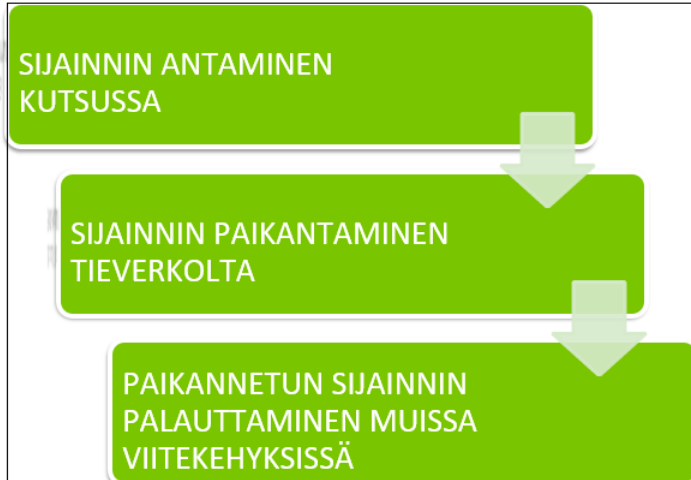 SIJAINNIN ANTAMINEN
KUTSUSSA
SIJAINNIN PAIKANTAMINEN
TIEVERKOLTA
PAIKANNETUN SIJAINNIN
PALAUTTAMINEN MUISSA
VIITEKEHYKSISSÄ